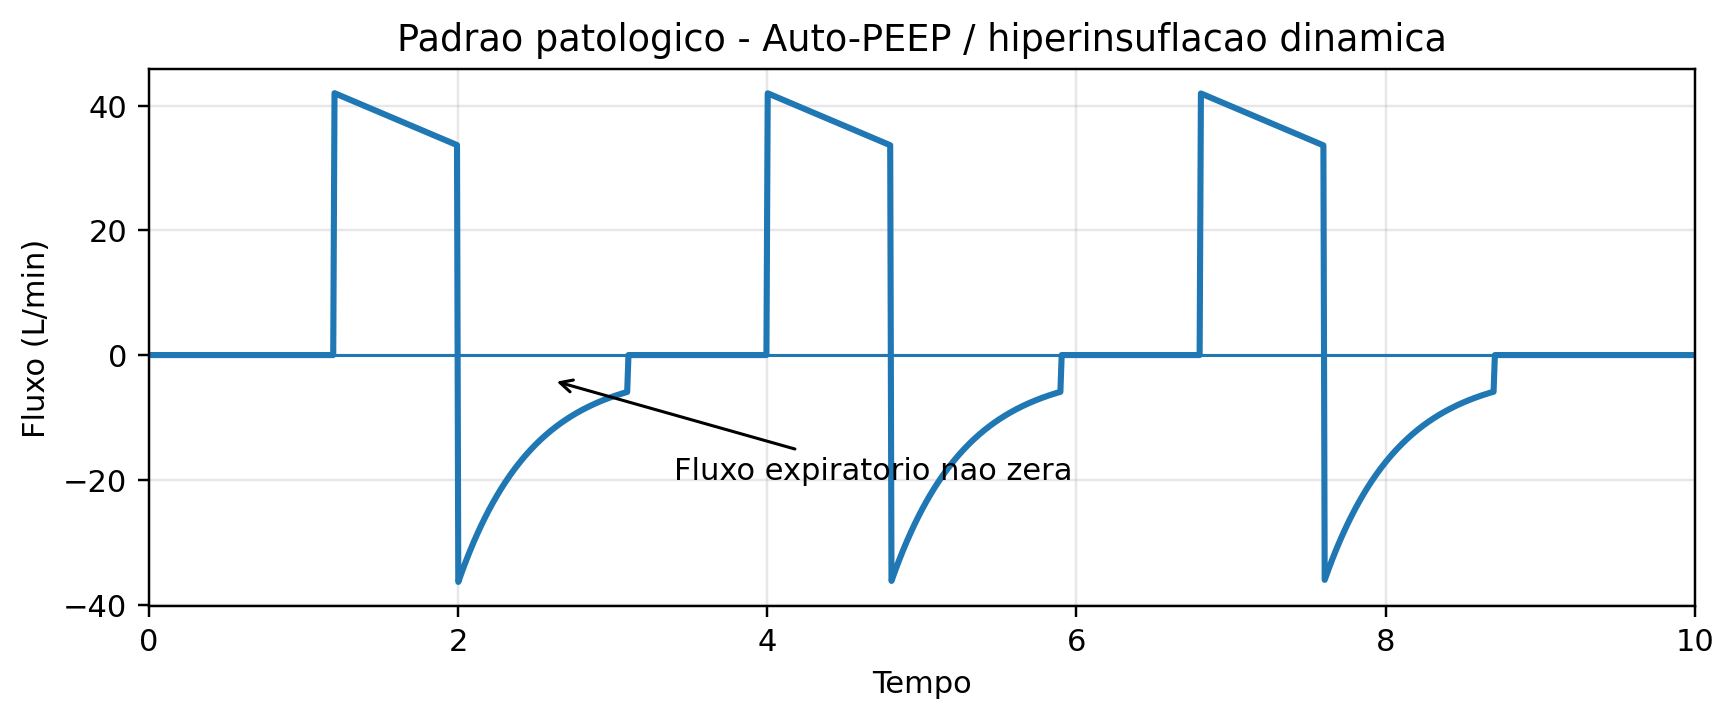 Padrao patologico - Auto-PEEP / hiperinsuflacao dinamica
Fluxo (L/min)
40
20
0
−20
−40
Fluxo expiratorio nao zera
0 2 4 6 8 10
Tempo